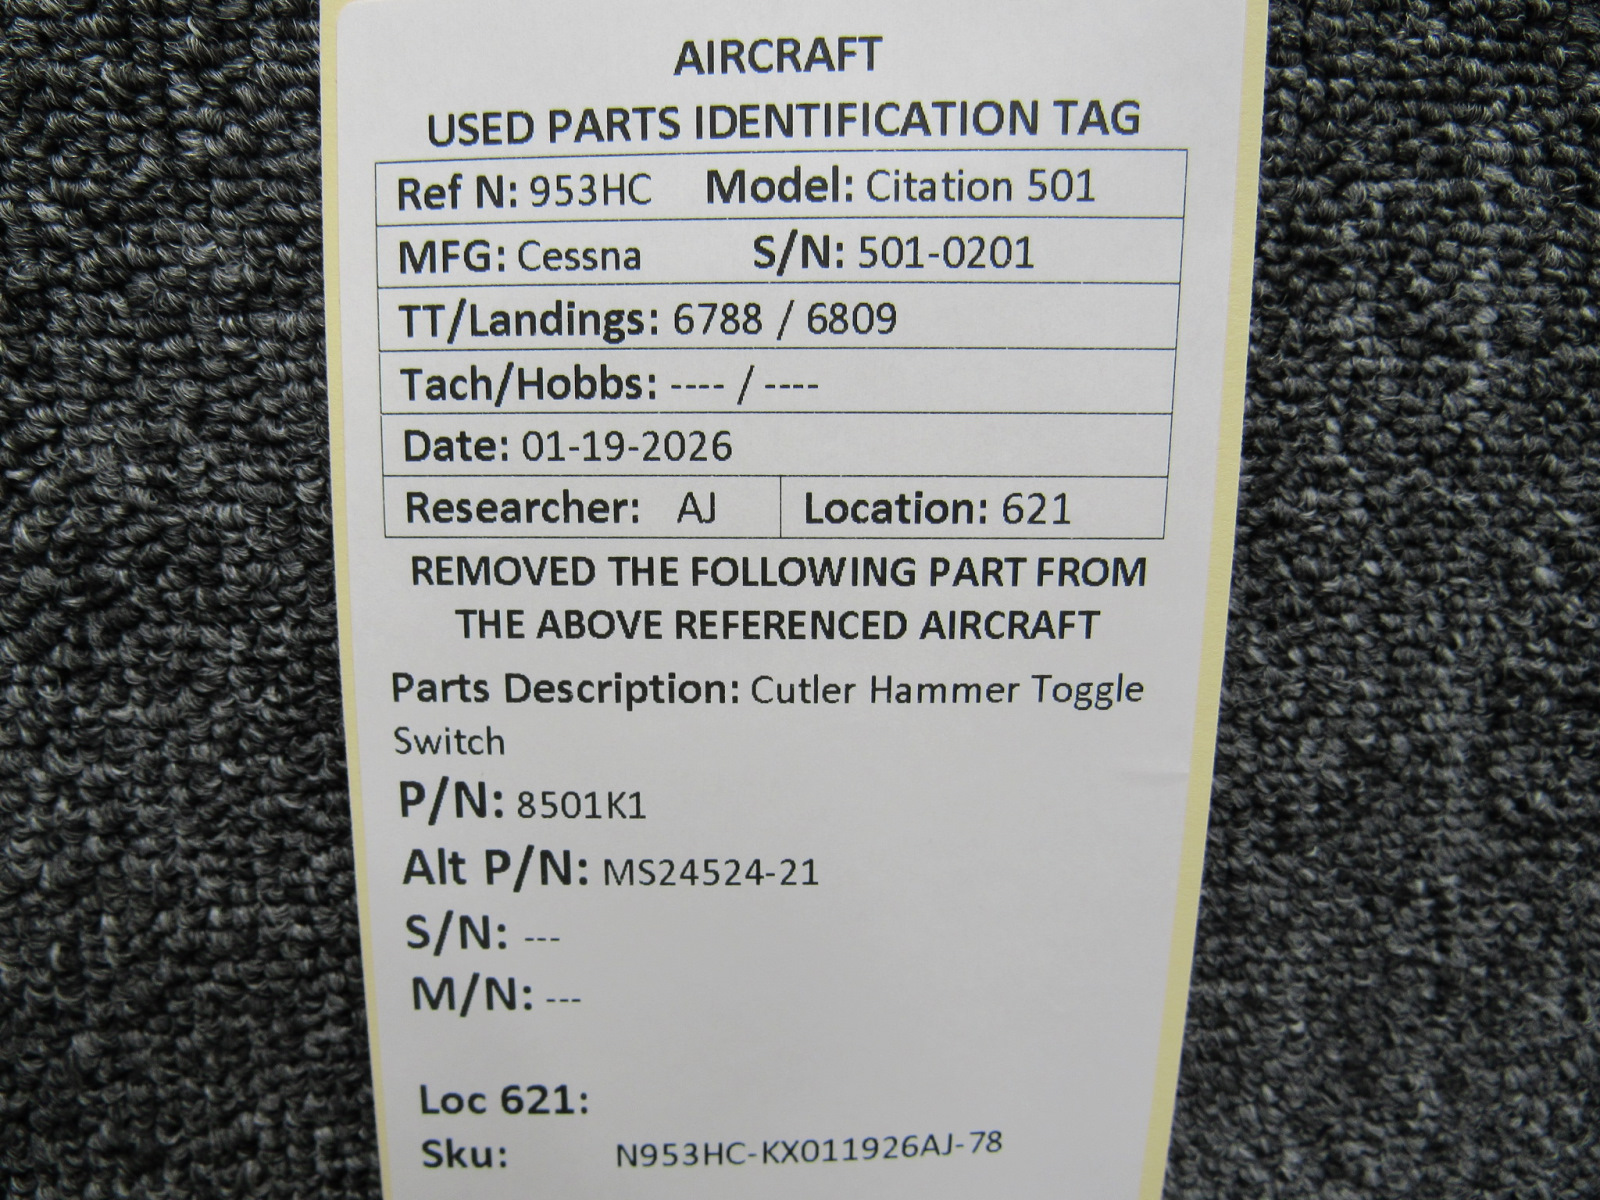 AIRCRAFT
USED PARTS IDENTIFICATION TAG
Ref N: 953HC Model: Citation 501
MFG: Cessna S/N: 501-0201
TT/Landings: 6788 / 6809
Tach/Hobbs: ---- / ----
Date: 01-19-2026
Researcher: AJ Location: 621
REMOVED THE FOLLOWING PART FROM
THE ABOVE REFERENCED AIRCRAFT
Parts Description: Cutler Hammer Toggle
Switch
P/N: 8501K1
Alt P/N: MS24524-21
S/N: ---
M/N: ---
Loc 621:
Sku: N953HC-KX011926AJ-78